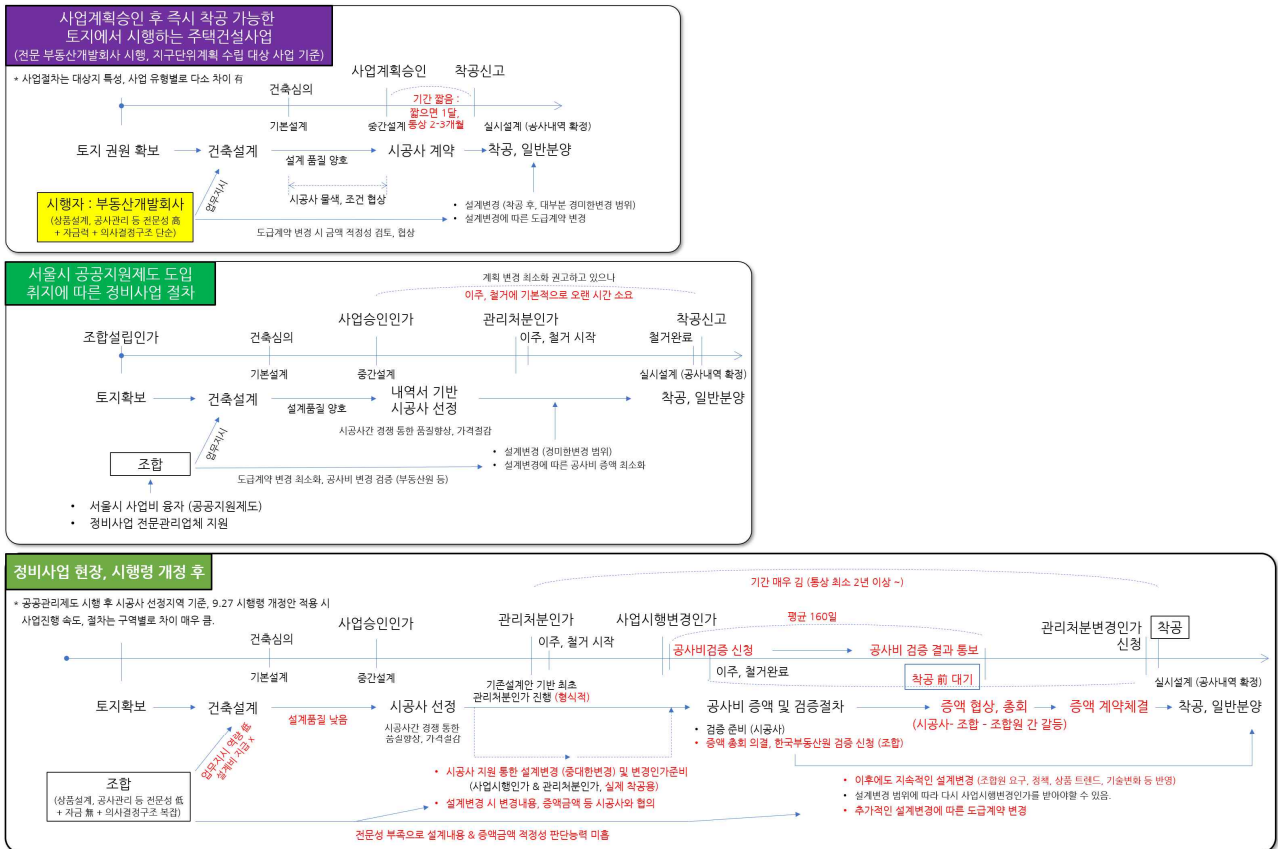 사업계획승인 후 즉시 착공 가능한
토지에서 시행하는 주택건설사업
(전문 부동산개발회사 시행, 지구단위계획 수립 대상 사업 기준)
* 사업절차는 대상지 특성, 사업 유형별로 다소 차이 有
사업계획승인
착공신고
건축심의
기간 짧음 :
짧으면 1달,
통상 2-3개월
기본설계
중간설계
실시설계 (공사내역 확정)
토지 권원 확보
건축설계
설계 품질 양호
시공사 계약
착공, 일반분양
시공사 물색, 조건 협상
업무지시
시행자 : 부동산개발회사
(상품설계, 공사관리 등 전문성 高
+ 자금력 + 의사결정구조 단순)
• 설계변경 (착공 후, 대부분 경미한변경 범위)
• 설계변경에 따른 도급계약 변경
도급계약 변경 시 금액 적정성 검토, 협상
서울시 공공지원제도 도입
취지에 따른 정비사업 절차
계획 변경 최소화 권고하고 있으나
이주, 철거에 기본적으로 오랜 시간 소요
조합설립인가
건축심의
사업승인인가
관리처분인가
이주, 철거 시작
착공신고
철거완료
기본설계
중간설계
실시설계 (공사내역 확정)
토지확보
건축설계
설계품질 양호
내역서 기반
시공사 선정
착공, 일반분양
시공사간 경쟁 통한 품질향상, 가격절감
업무지시
조합
• 설계변경 (경미한변경 범위)
• 설계변경에 따른 공사비 증액 최소화
도급계약 변경 최소화, 공사비 변경 검증 (부동산원 등)
• 서울시 사업비 융자 (공공지원제도)
• 정비사업 전문관리업체 지원
정비사업 현장, 시행령 개정 후
* 공공관리제도 시행 후 시공사 선정지역 기준, 9.27 시행령 개정안 적용 시
사업진행 속도, 절차는 구역별로 차이 매우 큼.
기간 매우 김 (통상 최소 2년 이상 ~)
건축심의
사업승인인가
관리처분인가
이주, 철거 시작
사업시행변경인가
평균 160일
공사비검증 신청
공사비 검증 결과 통보
이주, 철거완료
착공 前 대기
관리처분변경인가
신청
착공
기본설계
중간설계
기존설계안 기반 최초
관리처분인가 진행 (형식적)
실시설계 (공사내역 확정)
토지확보
건축설계
설계품질 낮음
시공사 선정
시공사간 경쟁 통한
품질향상, 가격절감
공사비 증액 및 검증절차
• 검증 준비 (시공사)
• 증액 총회 의결, 한국부동산원 검증 신청 (조합)
증액 협상, 총회
(시공사- 조합 – 조합원 간 갈등)
증액 계약체결
착공, 일반분양
업무지시 역량 低
설계비 지급 X
조합
(상품설계, 공사관리 등 전문성 低
+ 자금 無 + 의사결정구조 복잡)
• 시공사 지원 통한 설계변경 (중대한변경) 및 변경인가준비
(사업시행인가 & 관리처분인가, 실제 착공용)
• 설계변경 시 변경내용, 증액금액 등 시공사와 협의
• 이후에도 지속적인 설계변경 (조합원 요구, 정책, 상품 트렌드, 기술변화 등 반영)
• 설계변경 범위에 따라 다시 사업시행변경인가를 받아야할 수 있음.
• 추가적인 설계변경에 따른 도급계약 변경
전문성 부족으로 설계내용 & 증액금액 적정성 판단능력 미흡